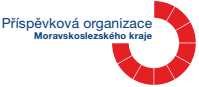 Příspěvková organizace
Moravskoslezského kraje